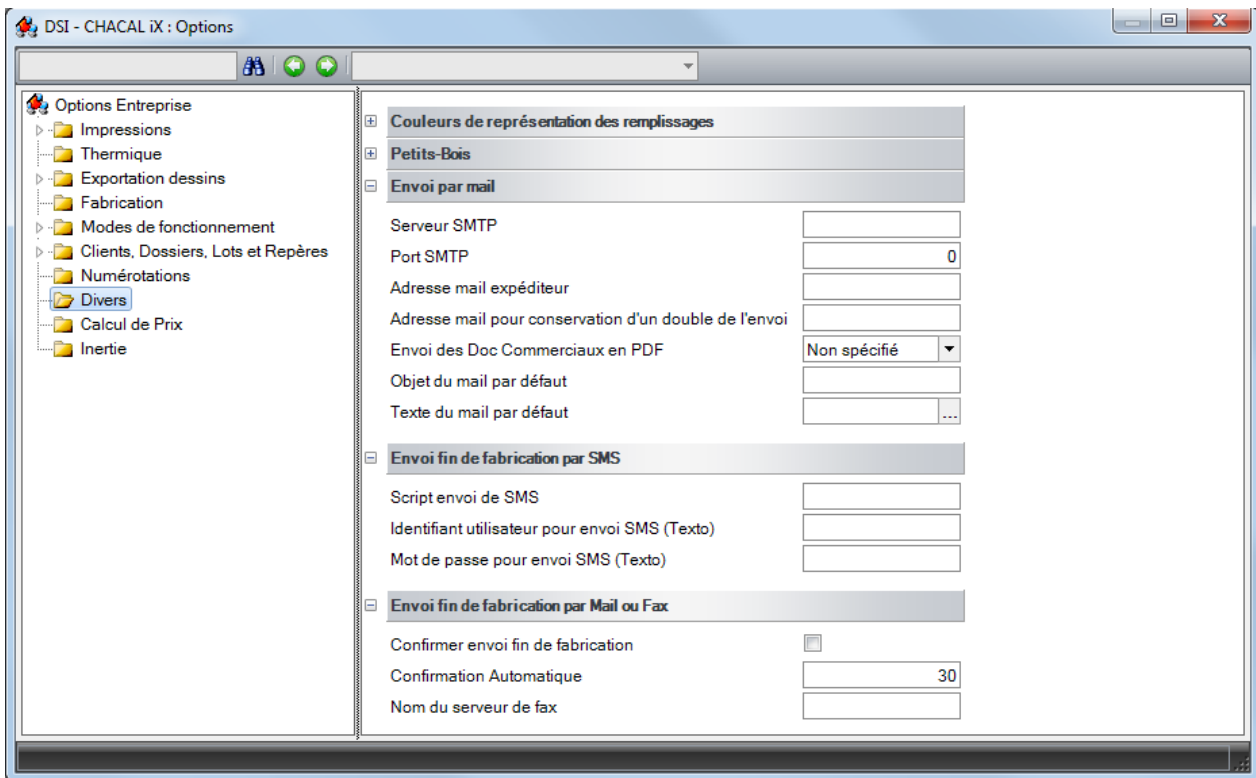 DSI - CHACAL iX : Options
Options Entreprise
Impressions
Thermique
Exportation dessins
Fabrication
Modes de fonctionnement
Clients, Dossiers, Lots et Repères
Numérotations
Divers
Calcul de Prix
Inertie
Couleurs de représentation des remplissages
Petits-Bois
Envoi par mail
Serveur SMTP
Port SMTP 0
Adresse mail expéditeur
Adresse mail pour conservation d'un double de l'envoi
Envoi des Doc Commerciaux en PDF Non spécifié
Objet du mail par défaut
Texte du mail par défaut ...
Envoi fin de fabrication par SMS
Script envoi de SMS
Identifiant utilisateur pour envoi SMS (Texto)
Mot de passe pour envoi SMS (Texto)
Envoi fin de fabrication par Mail ou Fax
Confirmer envoi fin de fabrication
Confirmation Automatique 30
Nom du serveur de fax